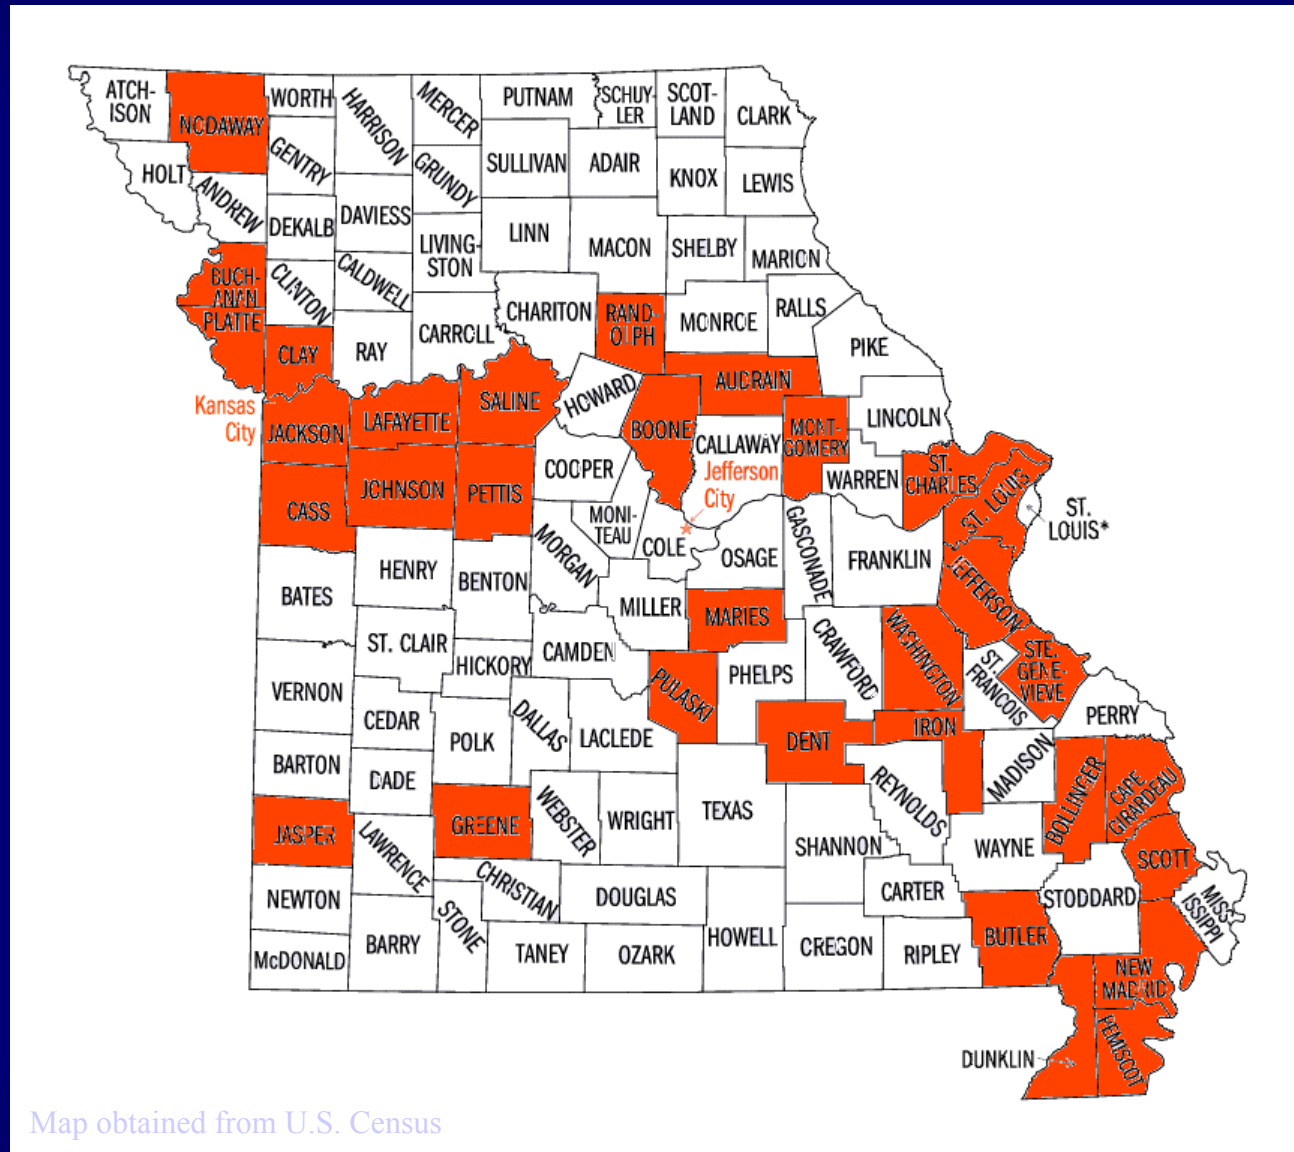 ATCH-
ISON
NODAWAY
WORTH
HARRISON
MERCER
PUTNAM
SCHUY-
LER
SCOT-
LAND
CLARK
HOLT
ANDREW
GENTRY
GRUNDY
SULLIVAN
ADAIR
KNOX
LEWIS
DEKALB
DAVIESS
LIVING-
STON
LINN
MACON
SHELBY
MARION
BUCH-
ANAN
CLINTON
CALDWELL
CARROLL
CHARITON
RAND-
OLPH
MONROE
RALLS
PIKE
PLATTE
CLAY
RAY
SALINE
HOWARD
AUDRAIN
LINCOLN
Kansas
City
JACKSON
LAFAYETTE
BOONE
CALLAWAY
MONT-
GOMERY
WARREN
ST.
CHARLES
ST. LOUIS
ST.
LOUIS*
CASS
JOHNSON
PETTIS
COOPER
MONI-
TEAU
Jefferson
City
COLE
OSAGE
GASCONADE
FRANKLIN
JEFFERSON
BATES
HENRY
BENTON
MORGAN
MILLER
MARIES
CRAWFORD
WASHINGTON
ST.
FRANCOIS
STE.
GENE-
VIEVE
PERRY
ST. CLAIR
HICKORY
CAMDEN
PULASKI
PHELPS
VERNON
CEDAR
POLK
DALLAS
LACLEDE
DENT
IRON
REYNOLDS
MADISON
BOLLINGER
CAPE
GIRARDEAU
BARTON
DADE
JASPER
LAWRENCE
GREENE
WEBSTER
WRIGHT
TEXAS
SHANNON
WAYNE
SCOTT
NEWTON
CHRISTIAN
DOUGLAS
CARTER
STODDARD
MISS-
ISSIPPI
McDONALD
BARRY
STONE
TANEY
OZARK
HOWELL
OREGON
RIPLEY
BUTLER
NEW
MADRID
DUNKLIN
PEMISCOT
Map obtained from U.S. Census